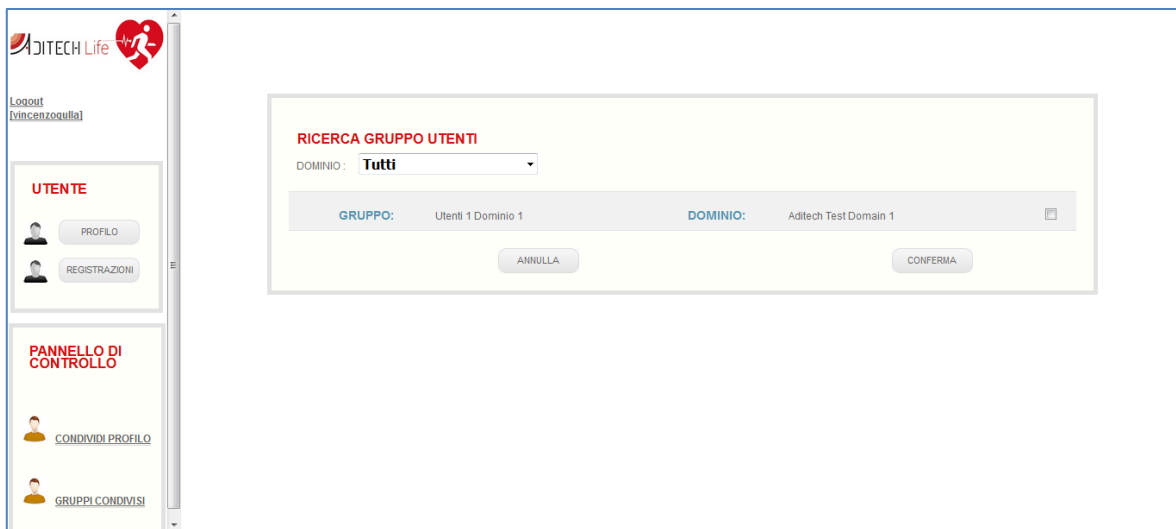 ADITECH Life
Logout
[vincenzogulla]
UTENTE
PROFILO
REGISTRAZIONI
PANNELLO DI
CONTROLLO
CONDIVIDI PROFILO
GRUPPI CONDIVISI
RICERCA GRUPPO UTENTI
DOMINIO : Tutti
GRUPPO: Utenti 1 Dominio 1 DOMINIO: Aditech Test Domain 1
ANNULLA CONFERMA